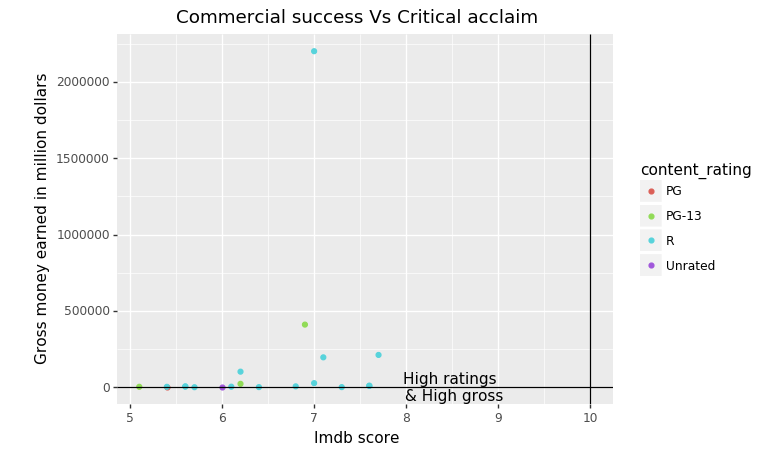 Commercial success Vs Critical acclaim
Gross money earned in million dollars
2000000
1500000
1000000
500000
0
High ratings
& High gross
5 6 7 8 9 10
Imdb score
content_rating
PG
PG-13
R
Unrated